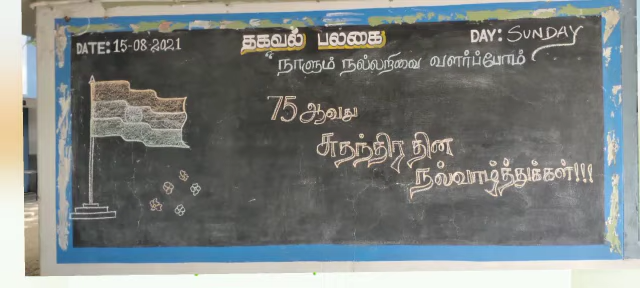 DATE: 15-08-2021 தகவல் பலகை DAY: SUNDAY
"நாளும் நல்லறிவை வளர்ப்போம்"
75 ஆவது
சுதந்திர தின
நல்வாழ்த்துக்கள்!!!